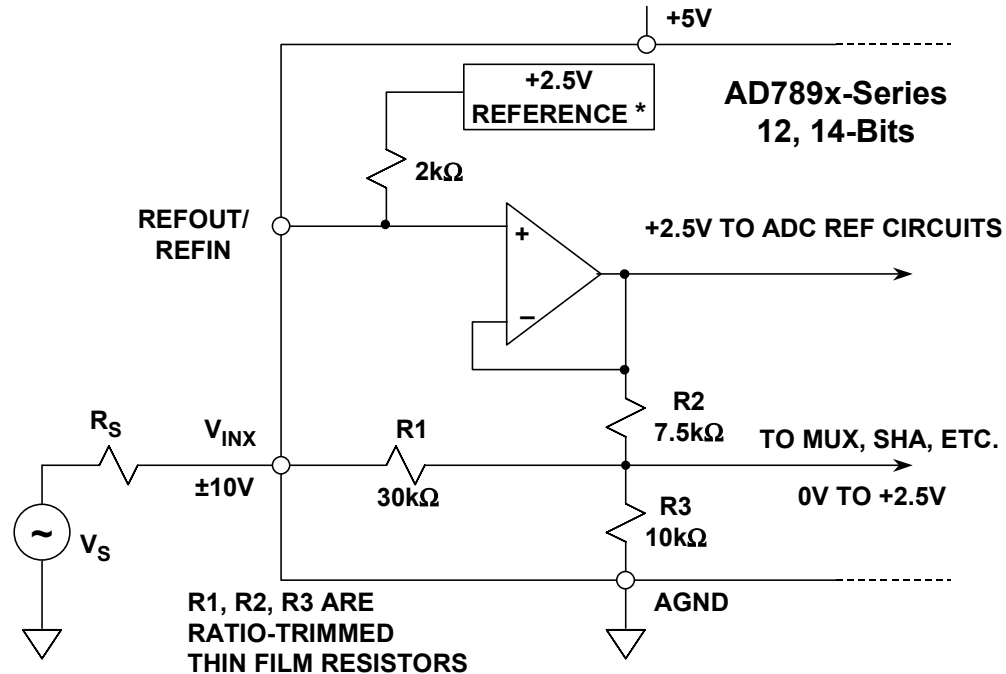 +5V
+2.5V
REFERENCE *
AD789x-Series
12, 14-Bits
2kΩ
REFOUT/
REFIN
+
+2.5V TO ADC REF CIRCUITS
−
R2
7.5kΩ
RS
VINX
R1
TO MUX, SHA, ETC.
±10V
30kΩ
0V TO +2.5V
R3
10kΩ
~
VS
R1, R2, R3 ARE
RATIO-TRIMMED
THIN FILM RESISTORS
AGND